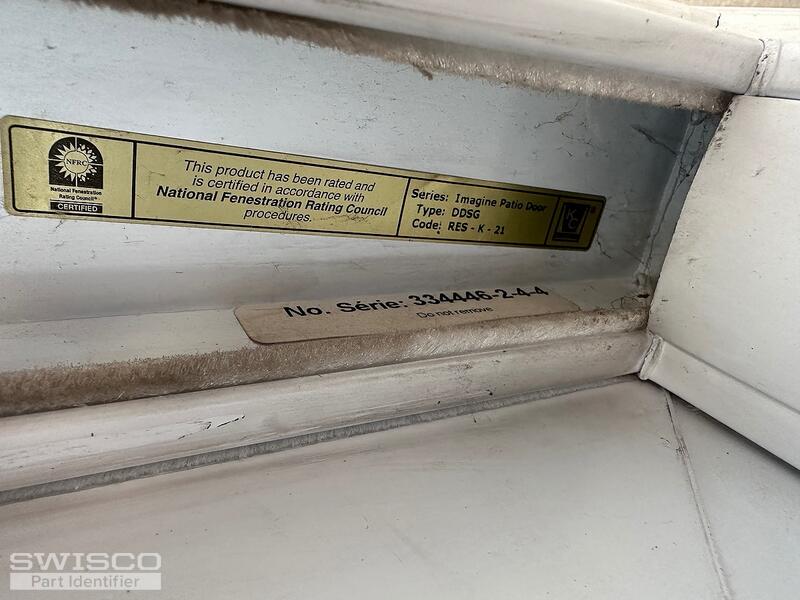 NFRC
National Fenestration
Rating Council®
CERTIFIED
This product has been rated and
is certified in accordance with
National Fenestration Rating Council
procedures.
Series: Imagine Patio Door
Type: DDSG
Code: RES - K - 21
No. Série: 334446-2-4-4
Do not remove
SWISCO
Part Identifier